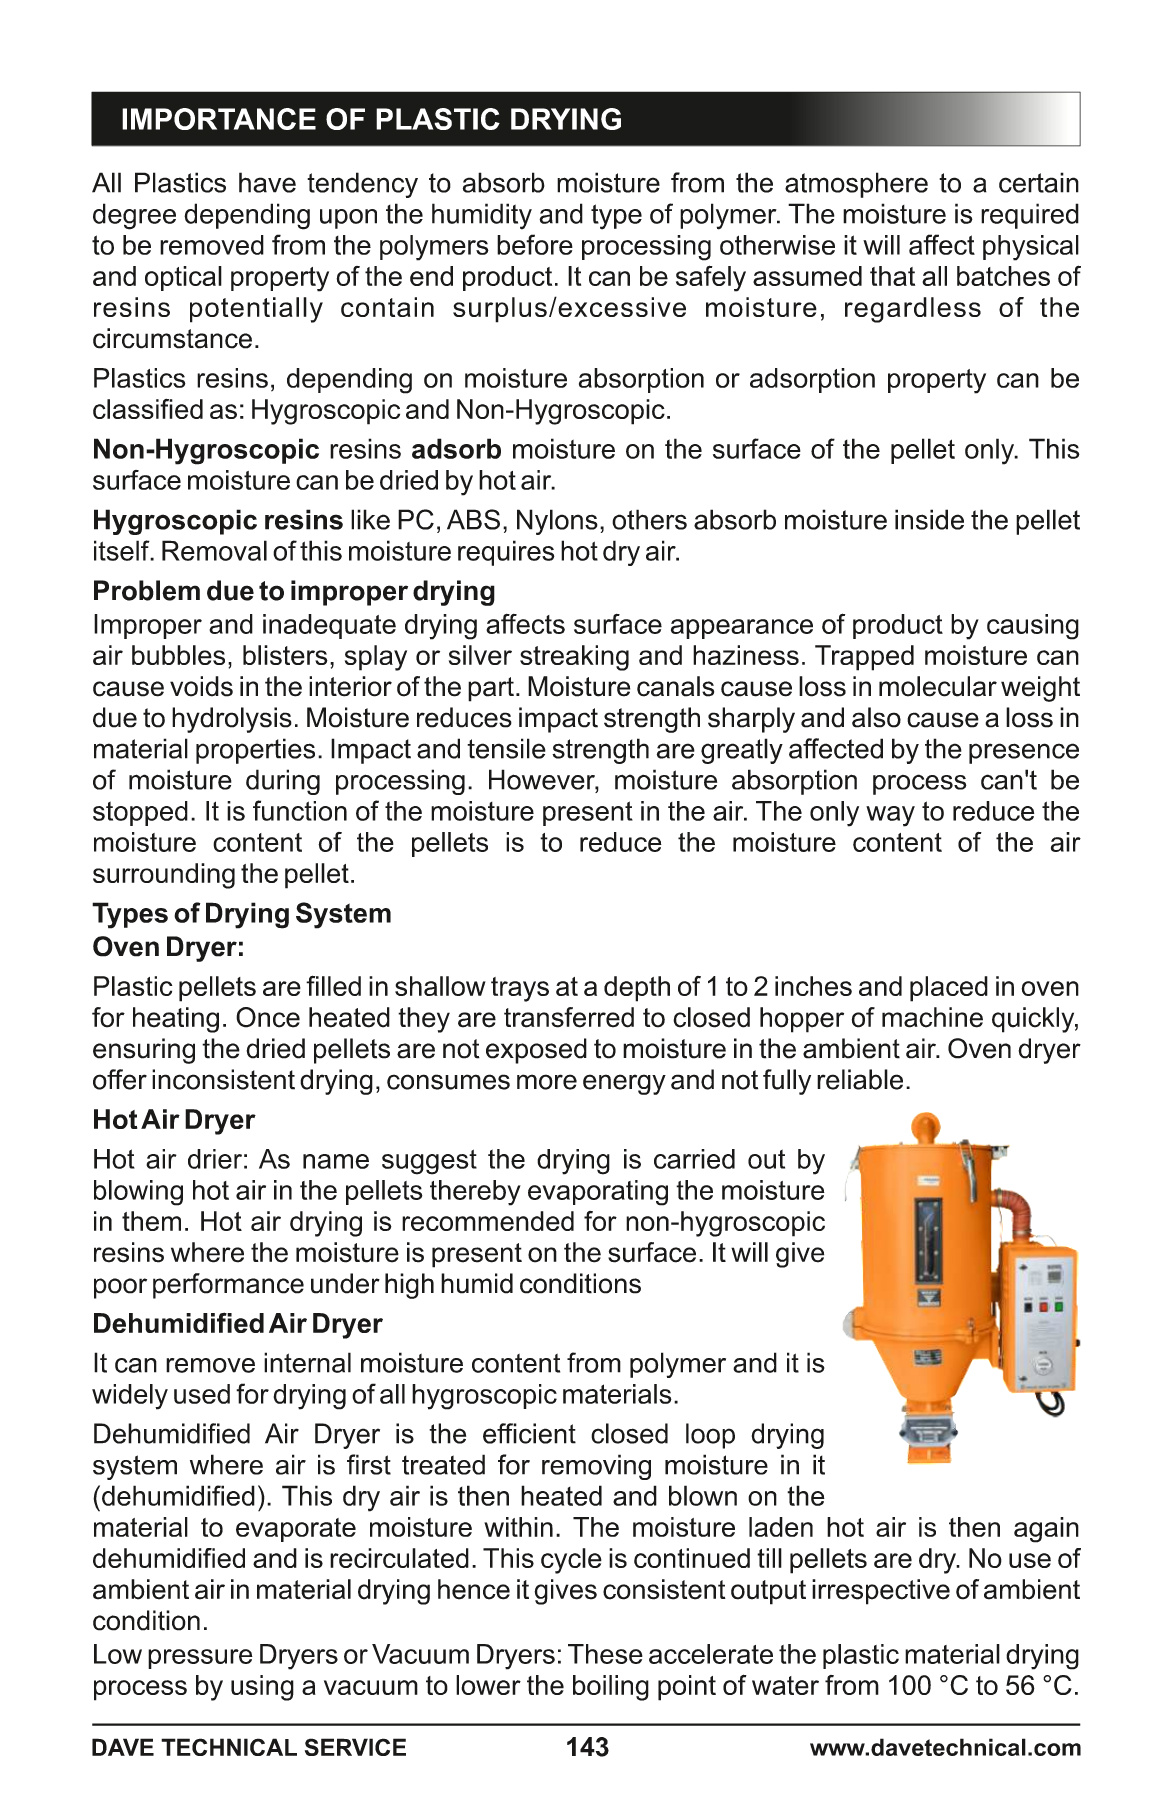 IMPORTANCE OF PLASTIC DRYING
All Plastics have tendency to absorb moisture from the atmosphere to a certain
degree depending upon the humidity and type of polymer. The moisture is required
to be removed from the polymers before processing otherwise it will affect physical
and optical property of the end product. It can be safely assumed that all batches of
resins potentially contain surplus/excessive moisture, regardless of the
circumstance.
Plastics resins, depending on moisture absorption or adsorption property can be
classified as: Hygroscopic and Non-Hygroscopic.
Non-Hygroscopic resins adsorb moisture on the surface of the pellet only. This
surface moisture can be dried by hot air.
Hygroscopic resins like PC, ABS, Nylons, others absorb moisture inside the pellet
itself. Removal of this moisture requires hot dry air.
Problem due to improper drying
Improper and inadequate drying affects surface appearance of product by causing
air bubbles, blisters, splay or silver streaking and haziness. Trapped moisture can
cause voids in the interior of the part. Moisture canals cause loss in molecular weight
due to hydrolysis. Moisture reduces impact strength sharply and also cause a loss in
material properties. Impact and tensile strength are greatly affected by the presence
of moisture during processing. However, moisture absorption process can't be
stopped. It is function of the moisture present in the air. The only way to reduce the
moisture content of the pellets is to reduce the moisture content of the air
surrounding the pellet.
Types of Drying System
Oven Dryer:
Plastic pellets are filled in shallow trays at a depth of 1 to 2 inches and placed in oven
for heating. Once heated they are transferred to closed hopper of machine quickly,
ensuring the dried pellets are not exposed to moisture in the ambient air. Oven dryer
offer inconsistent drying, consumes more energy and not fully reliable.
Hot Air Dryer
Hot air drier: As name suggest the drying is carried out by
blowing hot air in the pellets thereby evaporating the moisture
in them. Hot air drying is recommended for non-hygroscopic
resins where the moisture is present on the surface. It will give
poor performance under high humid conditions
Dehumidified Air Dryer
It can remove internal moisture content from polymer and it is
widely used for drying of all hygroscopic materials.
Dehumidified Air Dryer is the efficient closed loop drying
system where air is first treated for removing moisture in it
(dehumidified). This dry air is then heated and blown on the
material to evaporate moisture within. The moisture laden hot air is then again
dehumidified and is recirculated. This cycle is continued till pellets are dry. No use of
ambient air in material drying hence it gives consistent output irrespective of ambient
condition.
Low pressure Dryers or Vacuum Dryers: These accelerate the plastic material drying
process by using a vacuum to lower the boiling point of water from 100 °C to 56 °C.
DAVE TECHNICAL SERVICE 143 www.davetechnical.com